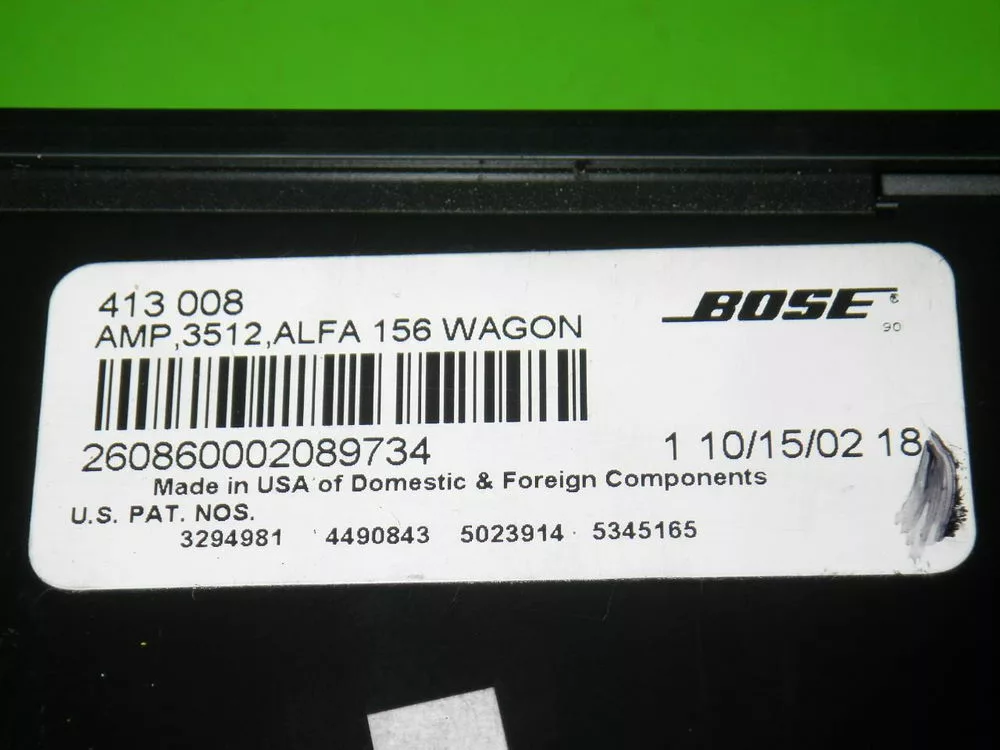 413 008
AMP,3512,ALFA 156 WAGON
BOSE
90
260860002089734
1 10/15/02 18
Made in USA of Domestic & Foreign Components
U.S. PAT. NOS.
3294981 4490843 5023914 5345165